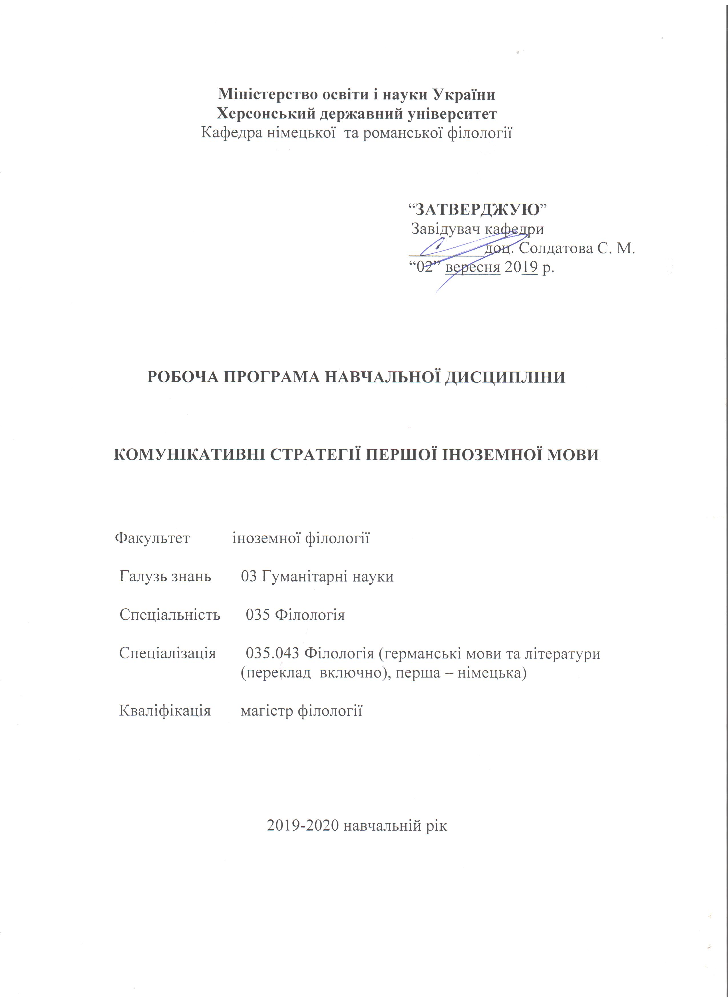 Міністерство освіти і науки України
Херсонський державний університет
Кафедра німецької та романської філології
“ЗАТВЕРДЖУЮ”
Завідувач кафедри
__________доц. Солдатова С. М.
“02” вересня 2019 р.
РОБОЧА ПРОГРАМА НАВЧАЛЬНОЇ ДИСЦИПЛІНИ
КОМУНІКАТИВНІ СТРАТЕГІЇ ПЕРШОЇ ІНОЗЕМНОЇ МОВИ
Факультет іноземної філології
Галузь знань 03 Гуманітарні науки
Спеціальність 035 Філологія
Спеціалізація 035.043 Філологія (германські мови та літератури
(переклад включно), перша – німецька)
Кваліфікація магістр філології
2019-2020 навчальній рік